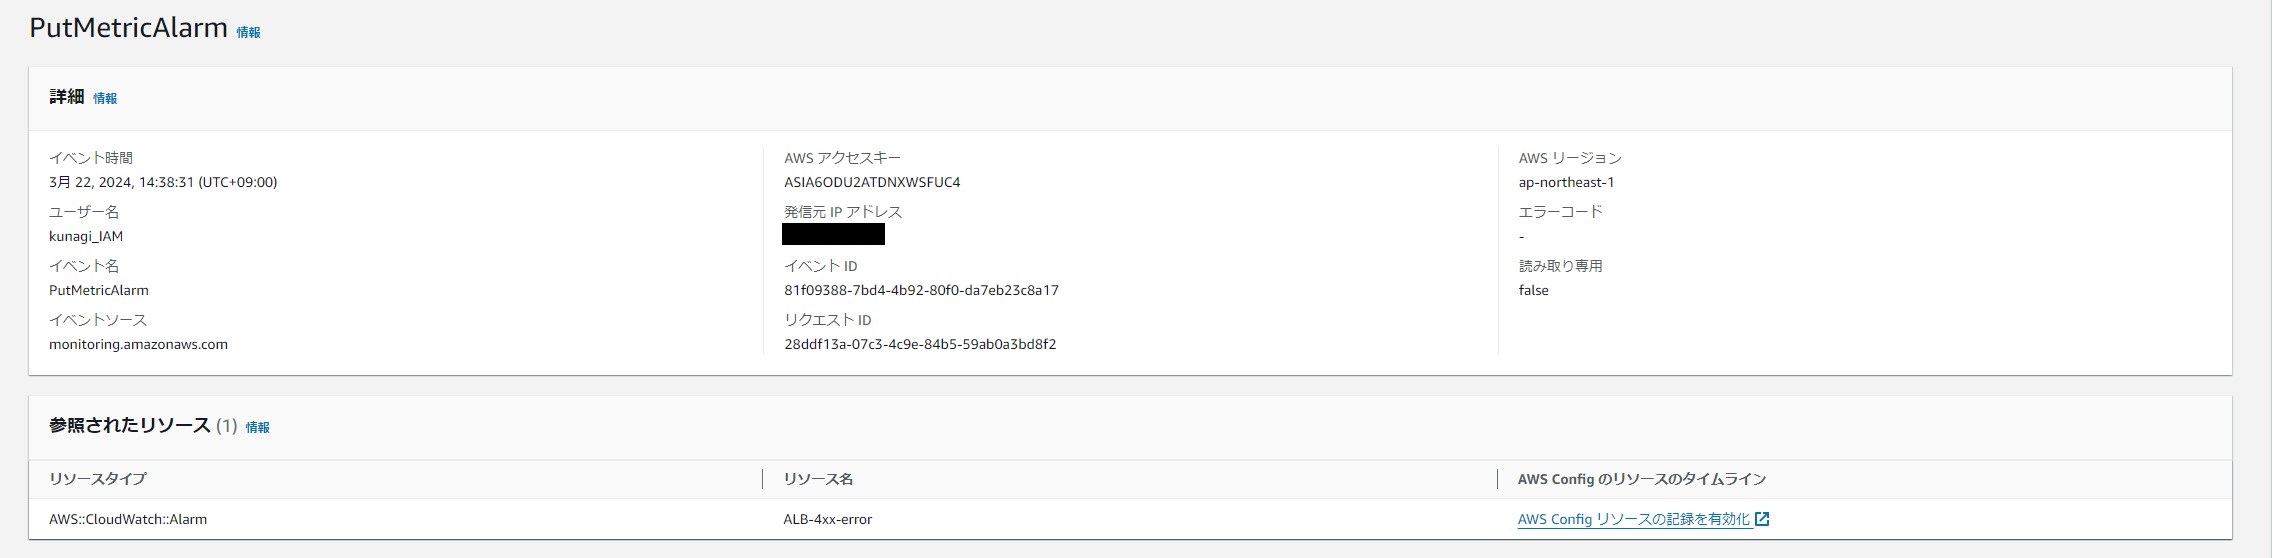 PutMetricAlarm 情報
詳細 情報
イベント時間
3月 22, 2024, 14:38:31 (UTC+09:00)
ユーザー名
kunagi_IAM
イベント名
PutMetricAlarm
イベントソース
monitoring.amazonaws.com
AWS アクセスキー
ASIA6ODU2ATDNXWSFUC4
発信元 IP アドレス
イベント ID
81f09388-7bd4-4b92-80f0-da7eb23c8a17
リクエスト ID
28ddf13a-07c3-4c9e-84b5-59ab0a3bd8f2
AWS リージョン
ap-northeast-1
エラーコード
-
読み取り専用
false
参照されたリソース (1) 情報
リソースタイプ リソース名 AWS Config のリソースのタイムライン
AWS::CloudWatch::Alarm ALB-4xx-error AWS Config リソースの記録を有効化